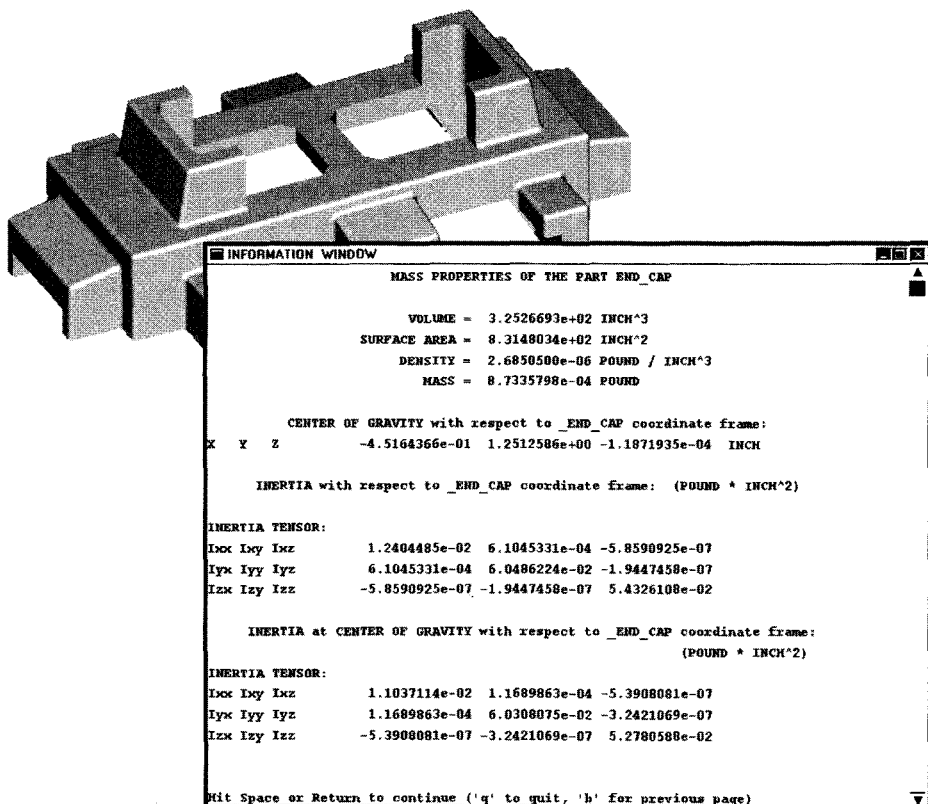 INFORMATION WINDOW
MASS PROPERTIES OF THE PART END_CAP
VOLUME = 3.2526693e+02 INCH^3
SURFACE AREA = 8.3148034e+02 INCH^2
DENSITY = 2.6850500e-06 POUND / INCH^3
MASS = 8.7335798e-04 POUND
CENTER OF GRAVITY with respect to _END_CAP coordinate frame:
X Y Z -4.5164366e-01 1.2512586e+00 -1.1871935e-04 INCH
INERTIA with respect to _END_CAP coordinate frame: (POUND * INCH^2)
INERTIA TENSOR:
Ixx Ixy Ixz 1.2404485e-02 6.1045331e-04 -5.8590925e-07
Iyx Iyy Iyz 6.1045331e-04 6.0486224e-02 -1.9447458e-07
Izx Izy Izz -5.8590925e-07 -1.9447458e-07 5.4326108e-02
INERTIA at CENTER OF GRAVITY with respect to _END_CAP coordinate frame:
(POUND * INCH^2)
INERTIA TENSOR:
Ixx Ixy Ixz 1.1037114e-02 1.1689863e-04 -5.3908081e-07
Iyx Iyy Iyz 1.1689863e-04 6.0308075e-02 -3.2421069e-07
Izx Izy Izz -5.3908081e-07 -3.2421069e-07 5.2780588e-02
Hit Space or Return to continue ('q' to quit, 'b' for previous page)